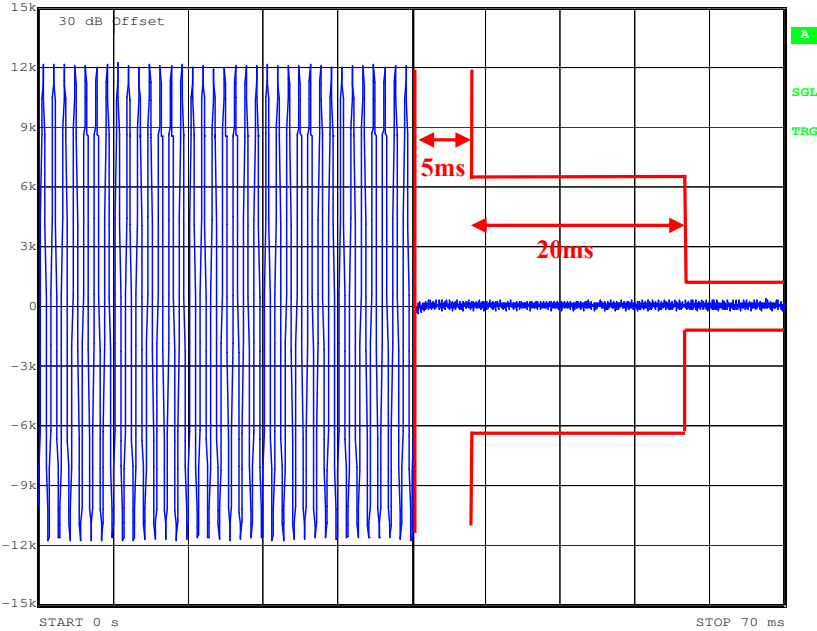 15k
30 dB Offset
A
12k
SGL
9k
TRG
5ms
6k
3k
20ms
0
−3k
−6k
−9k
−12k
−15k
START 0 s
STOP 70 ms